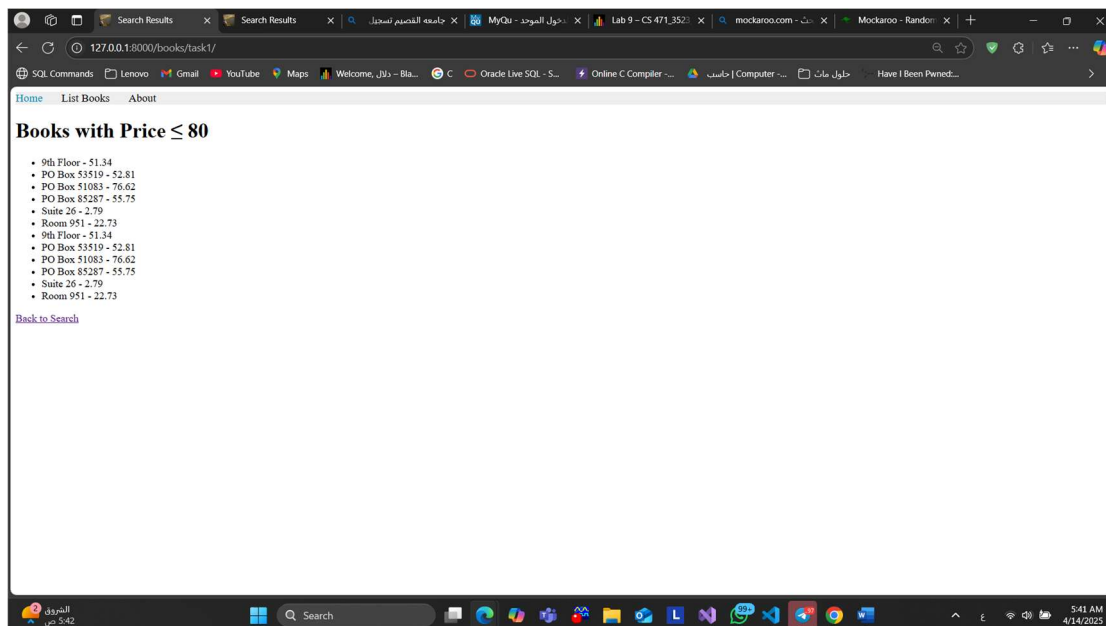 Search Results
Search Results
جامعه القصيم تسجيل
MyQu - دخول الموحد
Lab 9 – CS 471_3523
mockaroo.com -
Mockaroo - Random
127.0.0.1:8000/books/task1/
SQL Commands Lenovo Gmail YouTube Maps Welcome, دلال – Bla... C Oracle Live SQL - S... Online C Compiler -... حاسب | Computer -... حلول ماث Have I Been Pwned:...
Home List Books About
Books with Price ≤ 80
• 9th Floor - 51.34
• PO Box 53519 - 52.81
• PO Box 51083 - 76.62
• PO Box 85287 - 55.75
• Suite 26 - 2.79
• Room 951 - 22.73
• 9th Floor - 51.34
• PO Box 53519 - 52.81
• PO Box 51083 - 76.62
• PO Box 85287 - 55.75
• Suite 26 - 2.79
• Room 951 - 22.73
Back to Search
2 الشروق
5:42 ص
Search
99+
37
ع
5:41 AM
4/14/2025